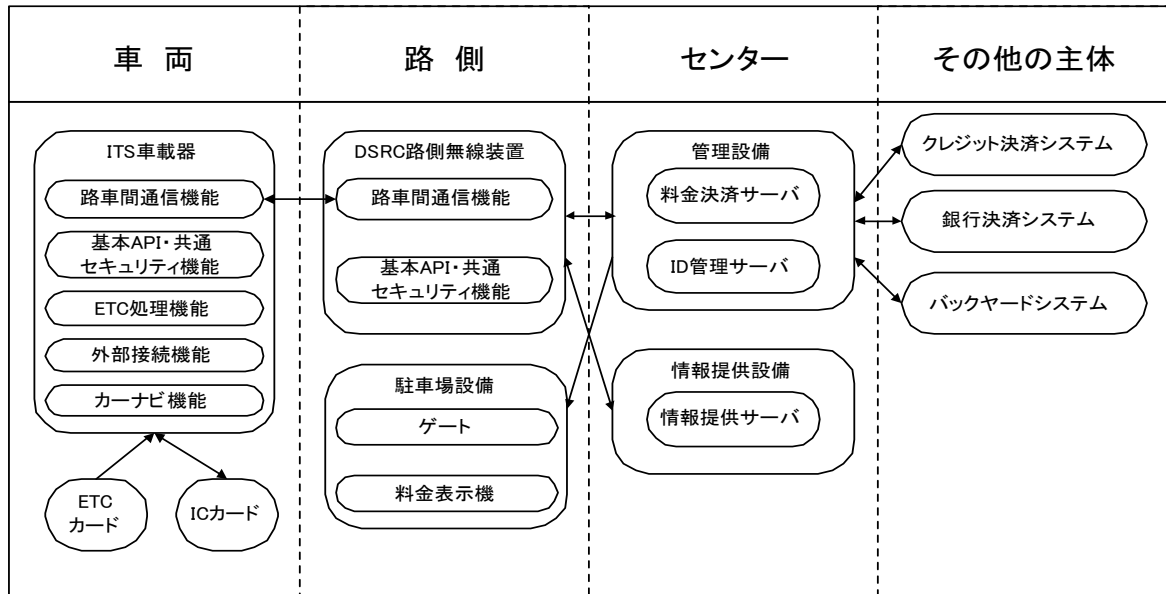 車 両
路 側
センター
その他の主体
ITS車載器
路車間通信機能
基本API・共通
セキュリティ機能
ETC処理機能
外部接続機能
カーナビ機能
ETC
カード
ICカード
DSRC路側無線装置
路車間通信機能
基本API・共通
セキュリティ機能
駐車場設備
ゲート
料金表示機
管理設備
料金決済サーバ
ID管理サーバ
情報提供設備
情報提供サーバ
クレジット決済システム
銀行決済システム
バックヤードシステム